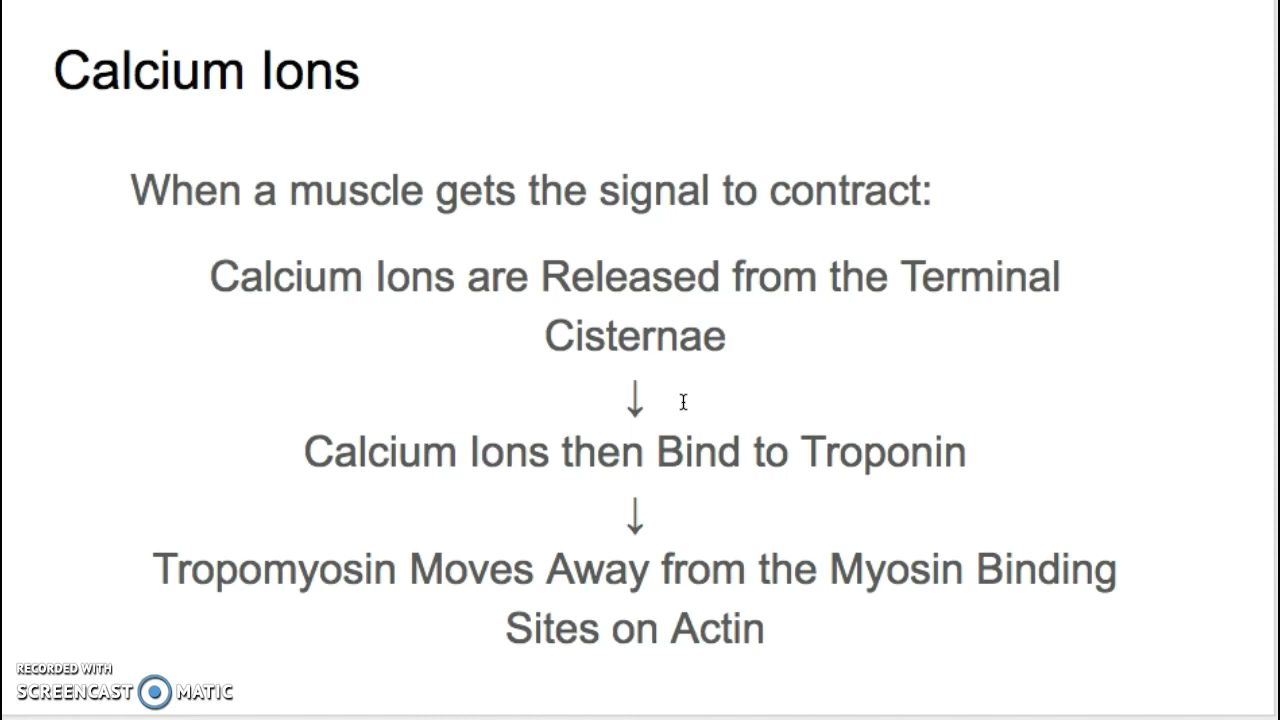 Calcium Ions
When a muscle gets the signal to contract:
Calcium Ions are Released from the Terminal
Cisternae
↓
Calcium Ions then Bind to Troponin
↓
Tropomyosin Moves Away from the Myosin Binding
Sites on Actin
RECORDED WITH
SCREENCAST MATIC